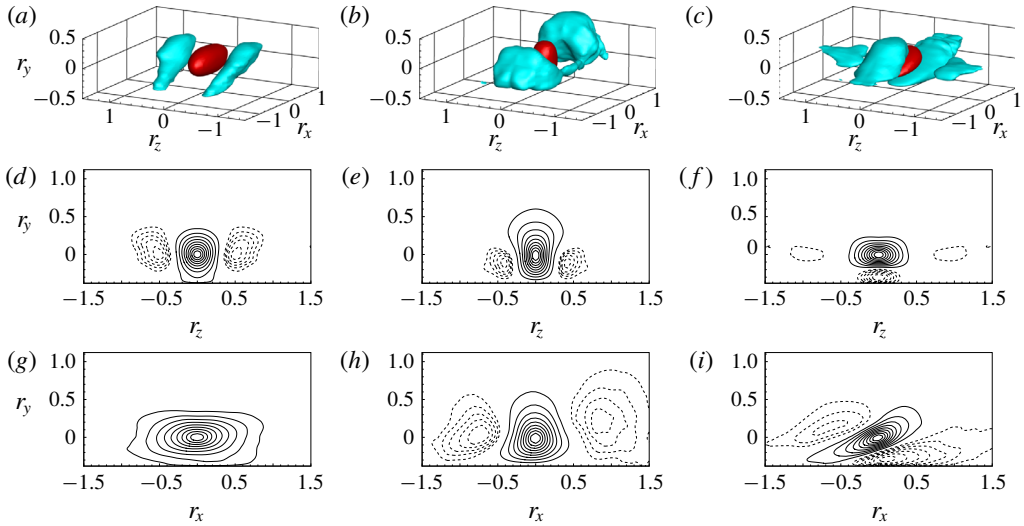 (a) (b) (c)
0.5 0.5 0.5
r_y 0 0 0
−0.5 −0.5 −0.5
1 0 −1 −1 0 1 1 0 −1 −1 0 1 1 0 −1 −1 0 1
r_z r_x r_z r_x r_z r_x
(d) (e) (f)
1.0 1.0 1.0
r_y 0.5 0.5 0.5
0 0 0
−1.5 −0.5 0.5 1.5 −1.5 −0.5 0.5 1.5 −1.5 −0.5 0.5 1.5
r_z r_z r_z
(g) (h) (i)
1.0 1.0 1.0
r_y 0.5 0.5 0.5
0 0 0
−1.5 −0.5 0.5 1.5 −1.5 −0.5 0.5 1.5 −1.5 −0.5 0.5 1.5
r_x r_x r_x